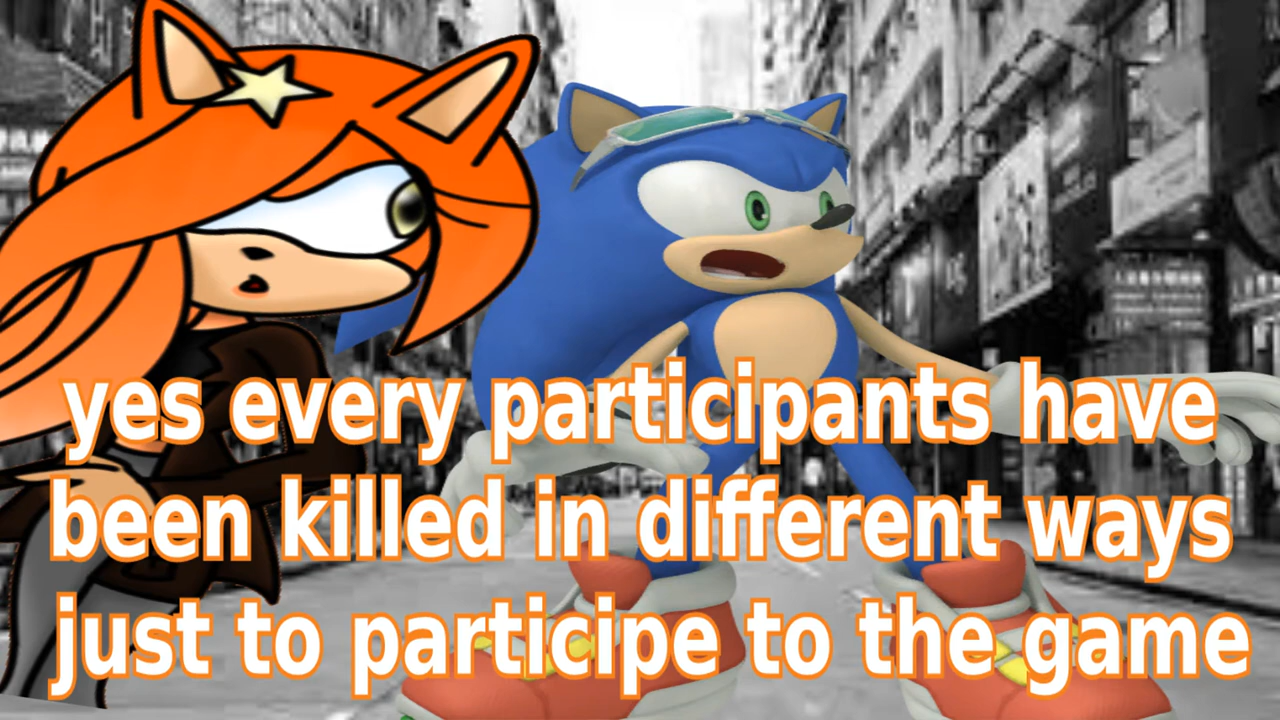 yes every participants have
been killed in different ways
just to participe to the game